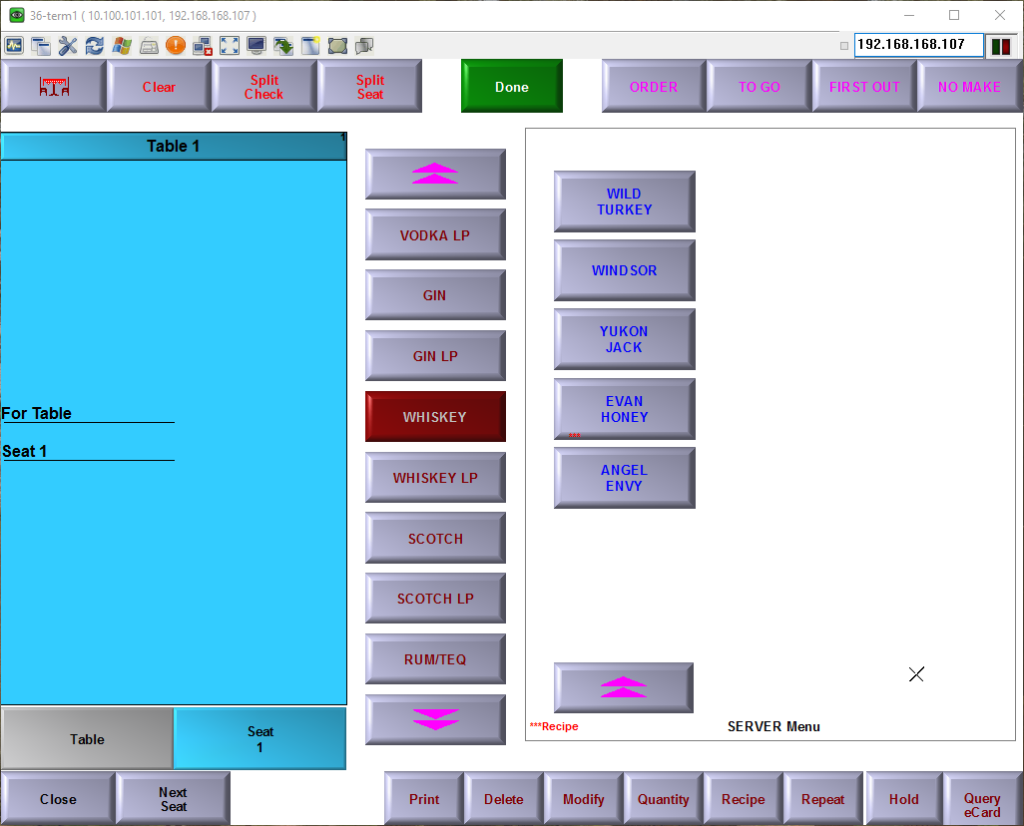 36-term1 ( 10.100.101.101, 192.168.168.107 )
192.168.168.107
Clear
Split
Check
Split
Seat
Done
ORDER
TO GO
FIRST OUT
NO MAKE
Table 1
1
For Table
Seat 1
VODKA LP
GIN
GIN LP
WHISKEY
WHISKEY LP
SCOTCH
SCOTCH LP
RUM/TEQ
WILD
TURKEY
WINDSOR
YUKON
JACK
EVAN
HONEY
***
ANGEL
ENVY
***Recipe
SERVER Menu
Table
Seat
1
Close
Next
Seat
Print
Delete
Modify
Quantity
Recipe
Repeat
Hold
Query
eCard